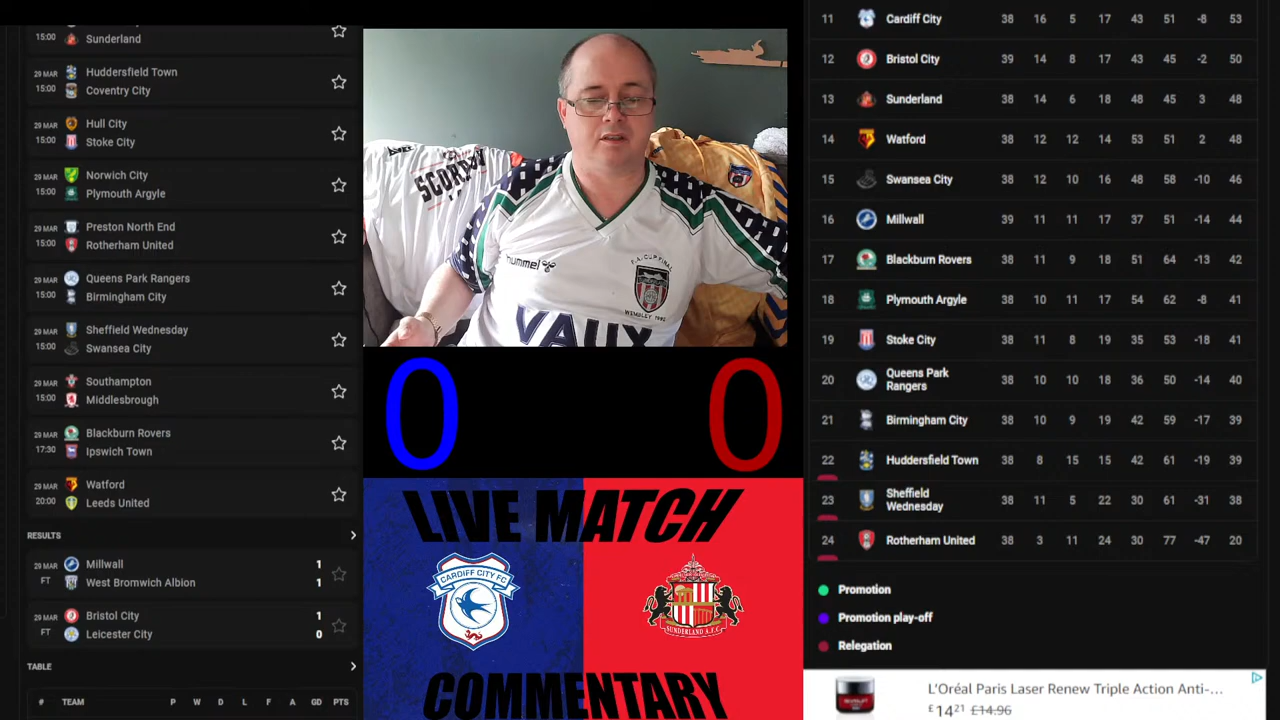 15:00 Sunderland
29 MAR Huddersfield Town
15:00 Coventry City
29 MAR Hull City
15:00 Stoke City
29 MAR Norwich City
15:00 Plymouth Argyle
29 MAR Preston North End
15:00 Rotherham United
29 MAR Queens Park Rangers
15:00 Birmingham City
29 MAR Sheffield Wednesday
15:00 Swansea City
29 MAR Southampton
15:00 Middlesbrough
29 MAR Blackburn Rovers
17:30 Ipswich Town
29 MAR Watford
20:00 Leeds United
RESULTS
29 MAR Millwall 1
FT West Bromwich Albion 1
29 MAR Bristol City 1
FT Leicester City 0
TABLE
# TEAM P W D L F A GD PTS
SCORPION
hummel
F.A. CUP FINAL
WEMBLEY 1992
VAUX
0 0
LIVE MATCH
CARDIFF CITY FC
SUNDERLAND A.F.C
COMMENTARY
11 Cardiff City 38 16 5 17 43 51 -8 53
12 Bristol City 39 14 8 17 43 45 -2 50
13 Sunderland 38 14 6 18 48 45 3 48
14 Watford 38 12 12 14 53 51 2 48
15 Swansea City 38 12 10 16 48 58 -10 46
16 Millwall 39 11 11 17 37 51 -14 44
17 Blackburn Rovers 38 11 9 18 51 64 -13 42
18 Plymouth Argyle 38 10 11 17 54 62 -8 41
19 Stoke City 38 11 8 19 35 53 -18 41
20 Queens Park Rangers 38 10 10 18 36 50 -14 40
21 Birmingham City 38 10 9 19 42 59 -17 39
22 Huddersfield Town 38 8 15 15 42 61 -19 39
23 Sheffield Wednesday 38 11 5 22 30 61 -31 38
24 Rotherham United 38 3 11 24 30 77 -47 20
Promotion
Promotion play-off
Relegation
L'Oréal Paris Laser Renew Triple Action Anti-...
£14.21 £14.96